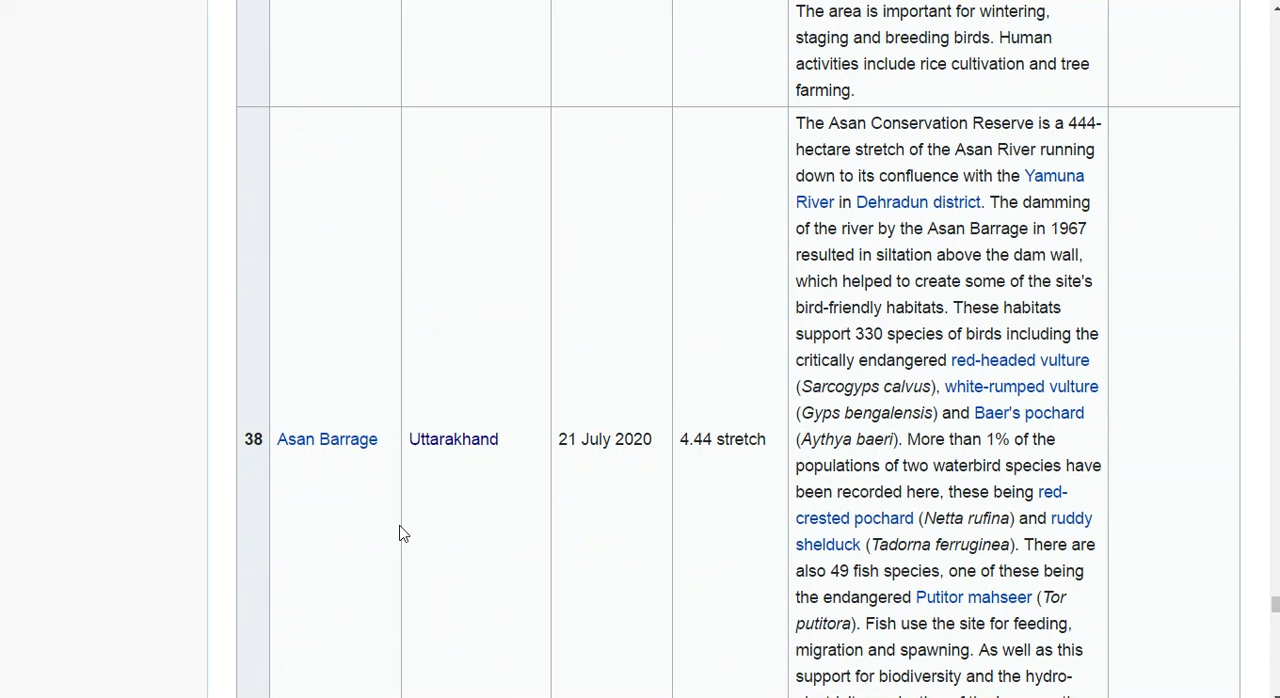 The area is important for wintering,
staging and breeding birds. Human
activities include rice cultivation and tree
farming.
38 Asan Barrage Uttarakhand 21 July 2020 4.44 stretch
The Asan Conservation Reserve is a 444-
hectare stretch of the Asan River running
down to its confluence with the Yamuna
River in Dehradun district. The damming
of the river by the Asan Barrage in 1967
resulted in siltation above the dam wall,
which helped to create some of the site's
bird-friendly habitats. These habitats
support 330 species of birds including the
critically endangered red-headed vulture
(Sarcogyps calvus), white-rumped vulture
(Gyps bengalensis) and Baer's pochard
(Aythya baeri). More than 1% of the
populations of two waterbird species have
been recorded here, these being red-
crested pochard (Netta rufina) and ruddy
shelduck (Tadorna ferruginea). There are
also 49 fish species, one of these being
the endangered Putitor mahseer (Tor
putitora). Fish use the site for feeding,
migration and spawning. As well as this
support for biodiversity and the hydro-